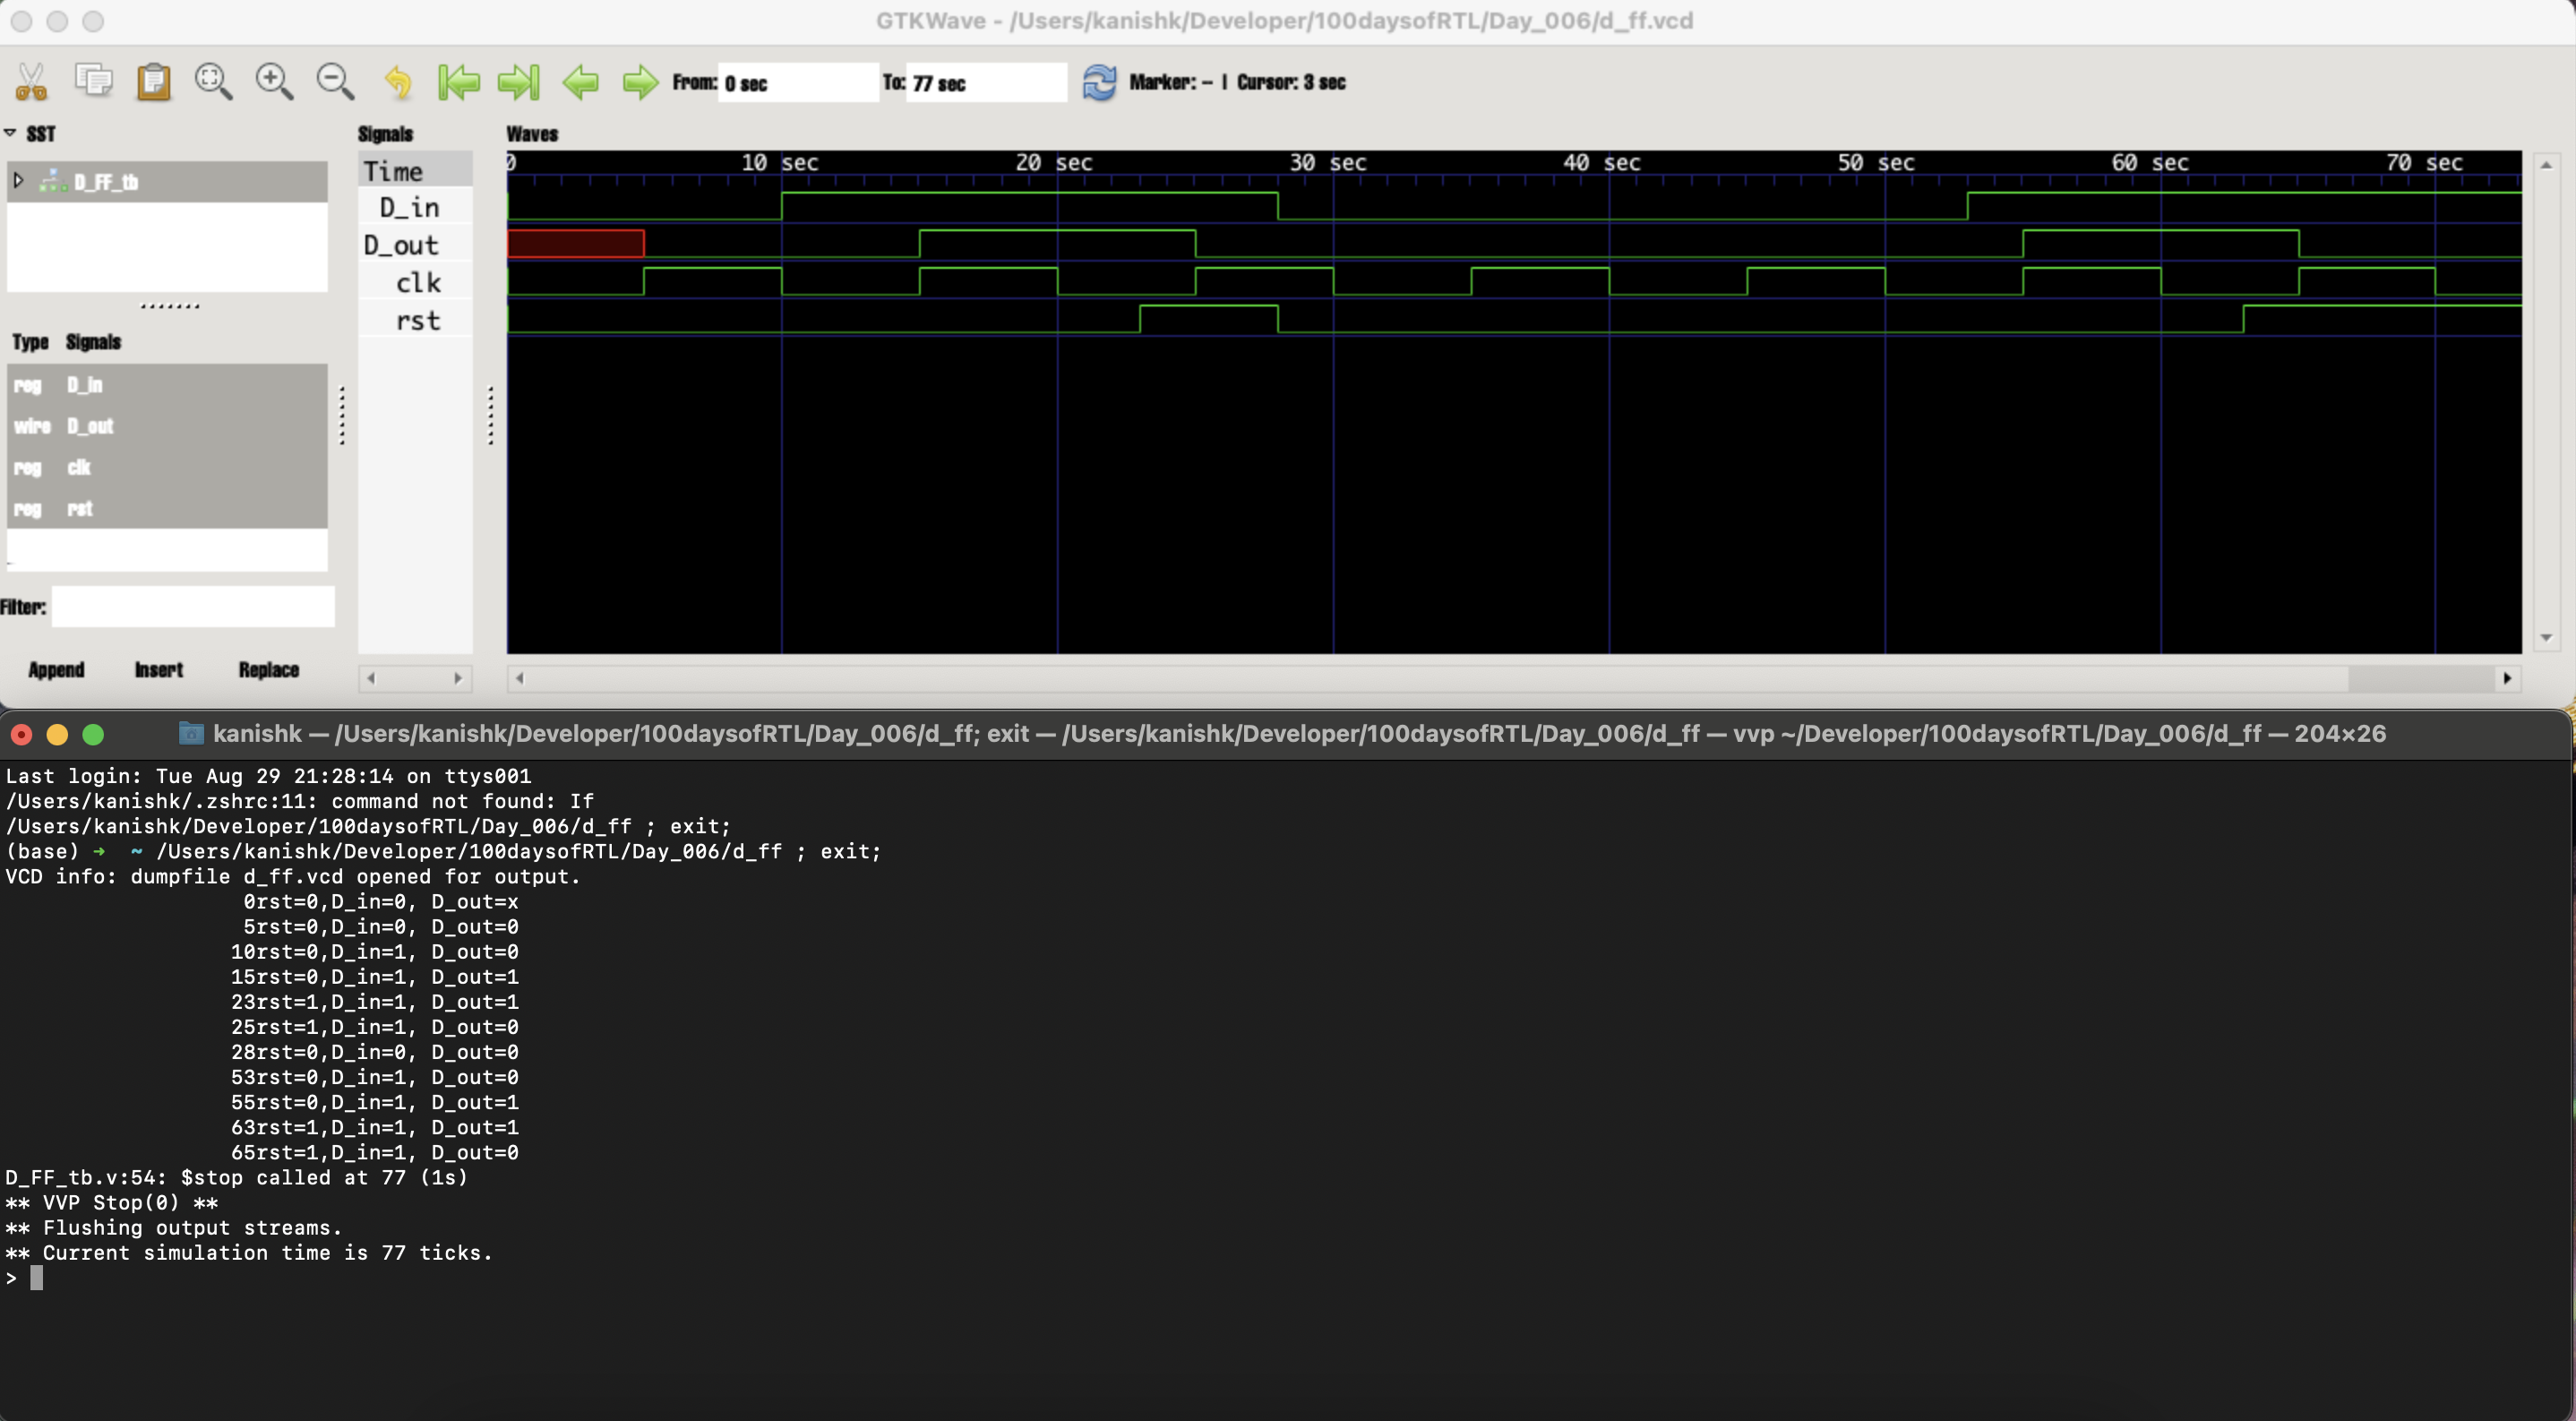 GTKWave - /Users/kanishk/Developer/100daysofRTL/Day_006/d_ff.vcd
From: 0 sec To: 77 sec Marker: -- | Cursor: 3 sec
SST
D_FF_tb
Type Signals
reg D_in
wire D_out
reg clk
reg rst
Filter:
Append Insert Replace
Signals
Time
D_in
D_out
clk
rst
Waves
0 10 sec 20 sec 30 sec 40 sec 50 sec 60 sec 70 sec
kanishk — /Users/kanishk/Developer/100daysofRTL/Day_006/d_ff; exit — /Users/kanishk/Developer/100daysofRTL/Day_006/d_ff — vvp ~/Developer/100daysofRTL/Day_006/d_ff — 204×26
Last login: Tue Aug 29 21:28:14 on ttys001
/Users/kanishk/.zshrc:11: command not found: If
/Users/kanishk/Developer/100daysofRTL/Day_006/d_ff ; exit;
(base) ➜  ~ /Users/kanishk/Developer/100daysofRTL/Day_006/d_ff ; exit;
VCD info: dumpfile d_ff.vcd opened for output.
0rst=0,D_in=0, D_out=x
5rst=0,D_in=0, D_out=0
10rst=0,D_in=1, D_out=0
15rst=0,D_in=1, D_out=1
23rst=1,D_in=1, D_out=1
25rst=1,D_in=1, D_out=0
28rst=0,D_in=0, D_out=0
53rst=0,D_in=1, D_out=0
55rst=0,D_in=1, D_out=1
63rst=1,D_in=1, D_out=1
65rst=1,D_in=1, D_out=0
D_FF_tb.v:54: $stop called at 77 (1s)
** VVP Stop(0) **
** Flushing output streams.
** Current simulation time is 77 ticks.
>